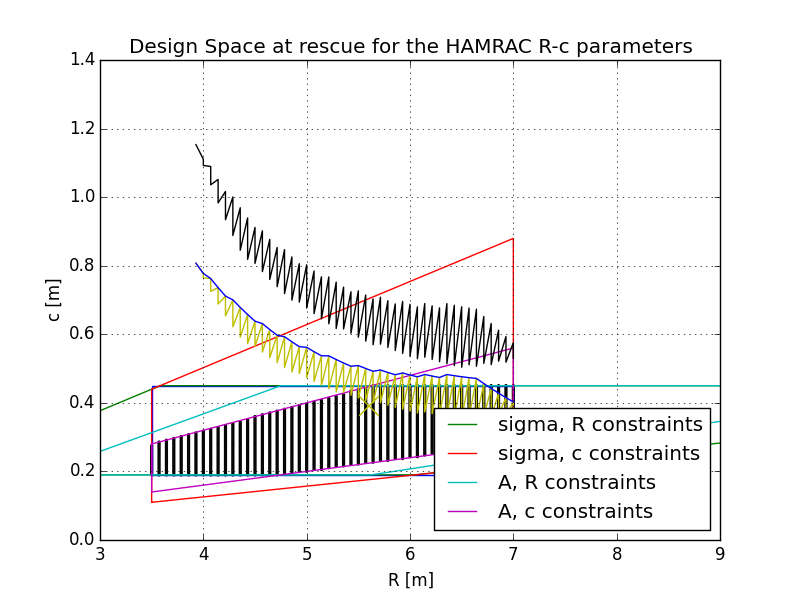 Design Space at rescue for the HAMRAC R-c parameters
1.4
1.2
1.0
0.8
0.6
0.4
0.2
0.0
c [m]
sigma, R constraints
sigma, c constraints
A, R constraints
A, c constraints
3 4 5 6 7 8 9
R [m]